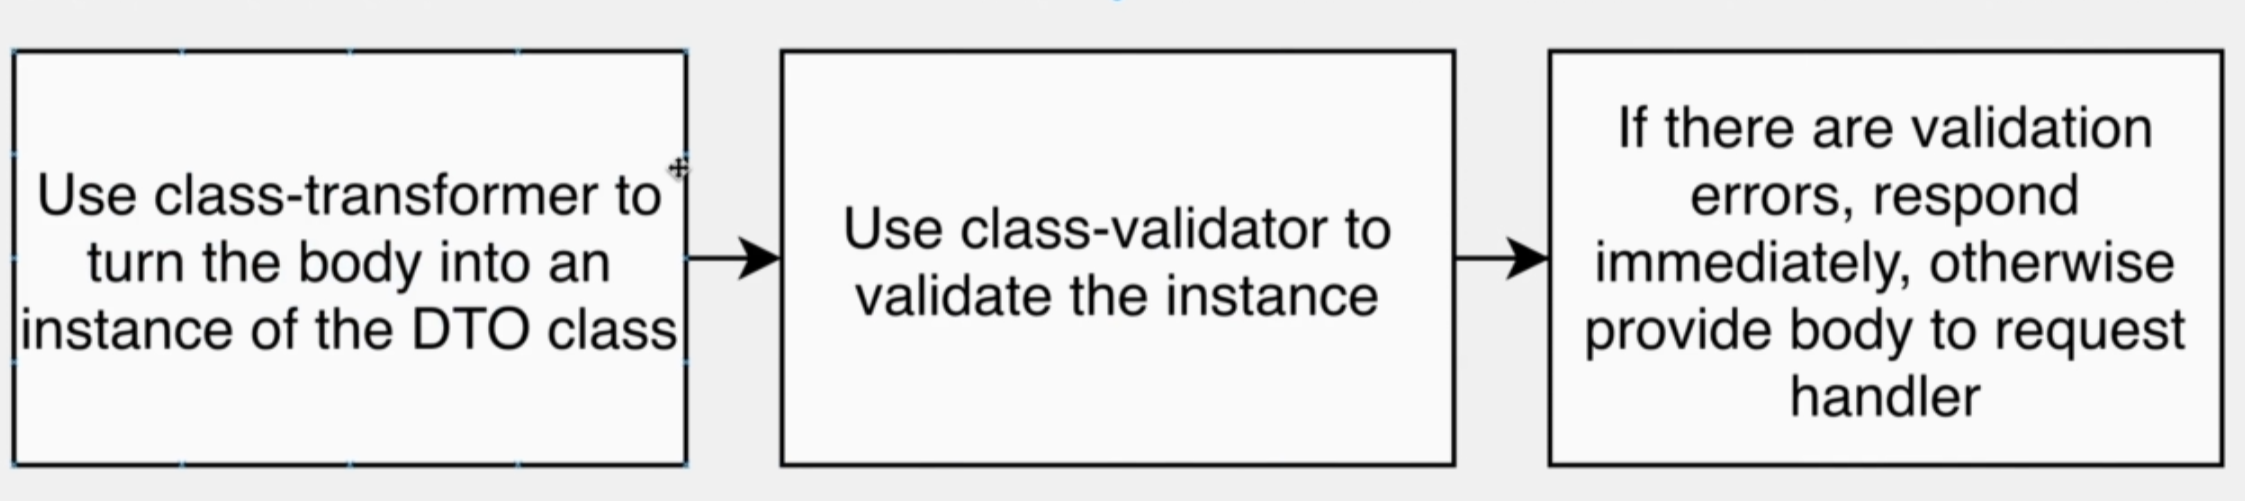 Use class-transformer to
turn the body into an
instance of the DTO class
Use class-validator to
validate the instance
If there are validation
errors, respond
immediately, otherwise
provide body to request
handler